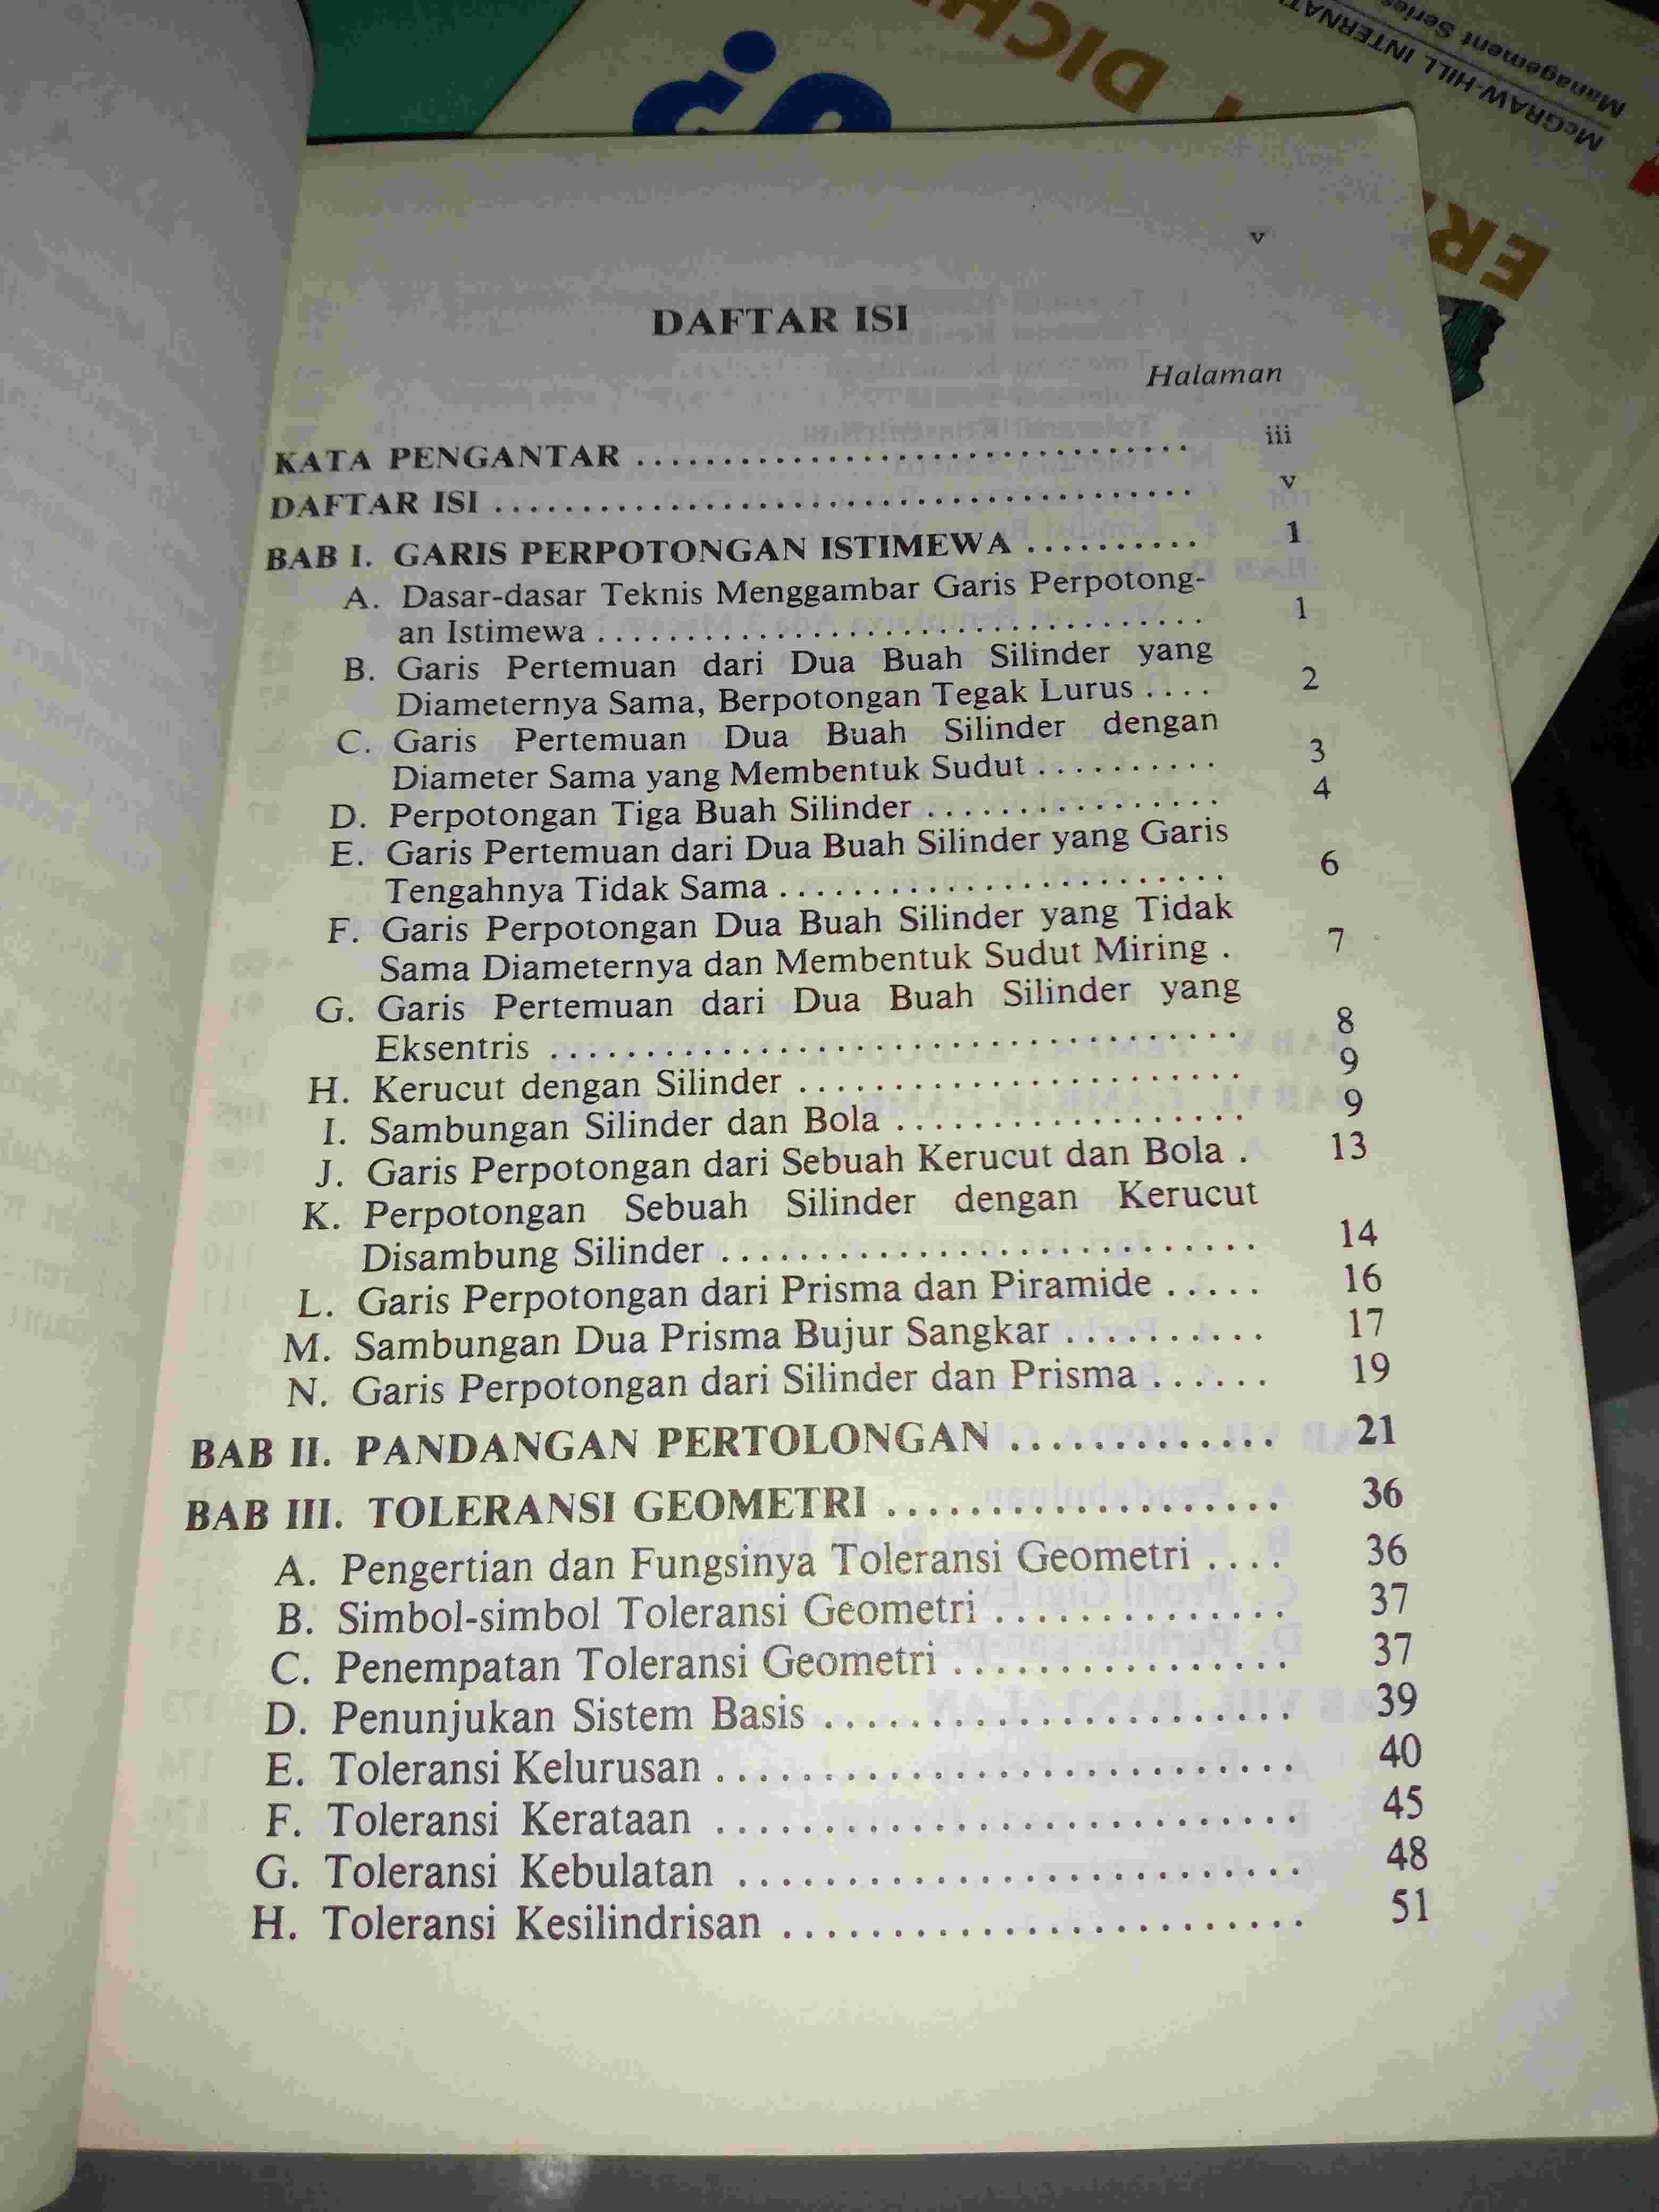 McGRAW-HILL
Management Series
v
DAFTAR ISI
Halaman
KATA PENGANTAR ................................ iii
DAFTAR ISI ........................................ v
BAB I. GARIS PERPOTONGAN ISTIMEWA .......... 1
A. Dasar-dasar Teknis Menggambar Garis Perpotong-
an Istimewa ................................. 1
B. Garis Pertemuan dari Dua Buah Silinder yang
Diameternya Sama, Berpotongan Tegak Lurus .... 2
C. Garis Pertemuan Dua Buah Silinder dengan
Diameter Sama yang Membentuk Sudut .......... 3
D. Perpotongan Tiga Buah Silinder ................ 4
E. Garis Pertemuan dari Dua Buah Silinder yang Garis
Tengahnya Tidak Sama ........................ 6
F. Garis Perpotongan Dua Buah Silinder yang Tidak
Sama Diameternya dan Membentuk Sudut Miring . 7
G. Garis Pertemuan dari Dua Buah Silinder yang
Eksentris .................................... 8
H. Kerucut dengan Silinder ........................ 9
I. Sambungan Silinder dan Bola .................. 9
J. Garis Perpotongan dari Sebuah Kerucut dan Bola . 13
K. Perpotongan Sebuah Silinder dengan Kerucut
Disambung Silinder ............................ 14
L. Garis Perpotongan dari Prisma dan Piramide ..... 16
M. Sambungan Dua Prisma Bujur Sangkar .......... 17
N. Garis Perpotongan dari Silinder dan Prisma ...... 19
BAB II. PANDANGAN PERTOLONGAN ............. 21
BAB III. TOLERANSI GEOMETRI ................... 36
A. Pengertian dan Fungsinya Toleransi Geometri .... 36
B. Simbol-simbol Toleransi Geometri .............. 37
C. Penempatan Toleransi Geometri ................ 37
D. Penunjukan Sistem Basis ...................... 39
E. Toleransi Kelurusan ........................... 40
F. Toleransi Kerataan ........................... 45
G. Toleransi Kebulatan .......................... 48
H. Toleransi Kesilindrisan ........................ 51